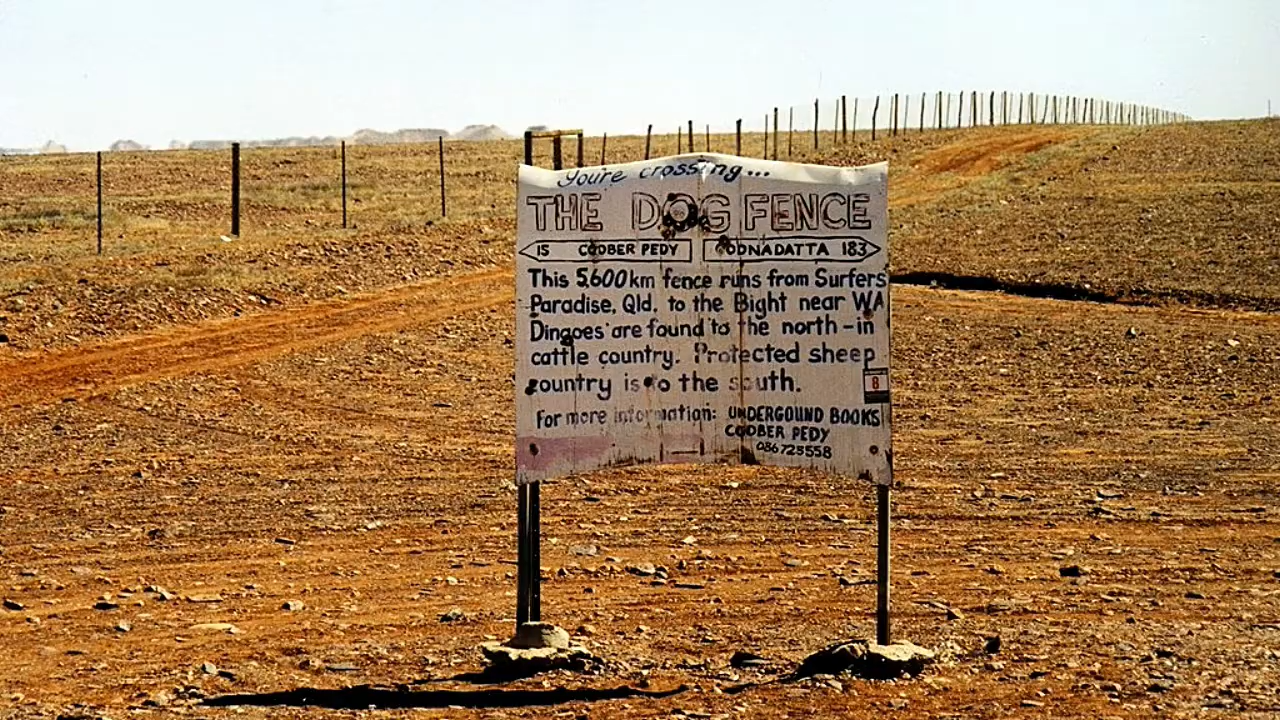 You're crossing...
THE DOG FENCE
15 COOBER PEDY OODNADATTA 183
This 5,600km fence runs from Surfers
Paradise, Qld. to the Bight near WA
Dingoes are found to the north-in
cattle country. Protected sheep
country is to the south.
8
For more information: UNDERGOUND BOOKS
COOBER PEDY
086725558